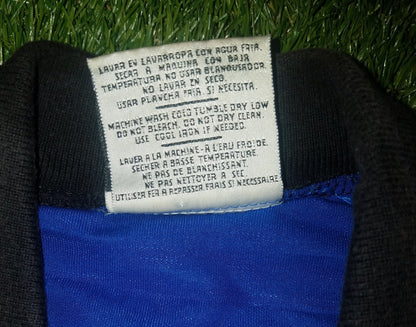 LAVAR EN LAVARROPA CON AGUA FRIA.
SECAR A MAQUINA CON BAJA
TEMPERATURA NO USAR BLANQUEADOR.
NO LAVAR EN SECO.
USAR PLANCHA FRIA. SI NECESITA.
MACHINE WASH COLD TUMBLE DRY LOW
DO NOT BLEACH. DO NOT DRY CLEAN.
USE COOL IRON IF NEEDED.
LAVER A LA MACHINE-A L'EAU FROIDE.
SECHER A BASSE TEMPERATURE.
NE PAS DE BLANCHISSANT.
NE PAS NETTOYER A SEC.
UTILISER FER A REPASSER FRAIS SI NECESSAIRE